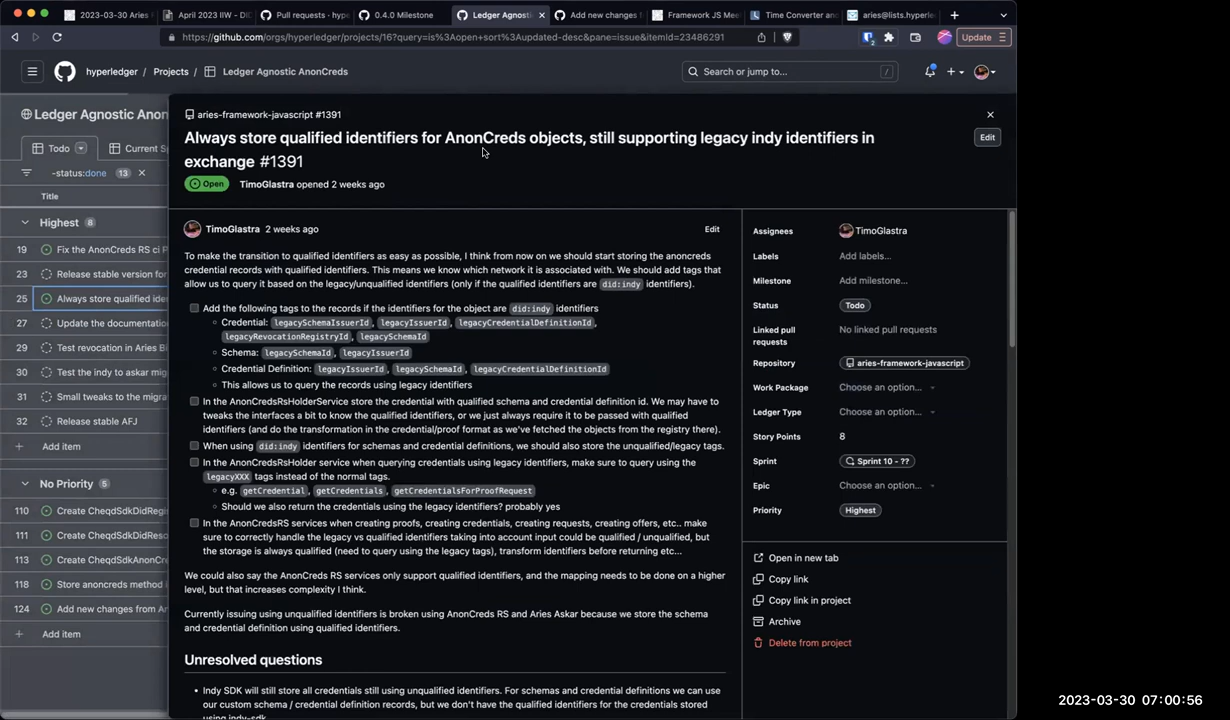 2023-03-30 Aries
April 2023 IIW - DI
Pull requests · hype
0.4.0 Milestone
Ledger Agnostic
Add new changes
Framework JS Mee
Time Converter an
aries@lists.hyperle
https://github.com/orgs/hyperledger/projects/16?query=is%3Aopen+sort%3Aupdated-desc&pane=issue&itemId=23486291
2
Update
hyperledger
Projects
Ledger Agnostic AnonCreds
Search or jump to...
/
Ledger Agnostic Anon
Todo
Current Sp
-status:done
13
Title
Highest 8
19 Fix the AnonCreds RS ci P
23 Release stable version for
25 Always store qualified ide
27 Update the documentatio
29 Test revocation in Aries B
30 Test the indy to askar mig
31 Small tweaks to the migra
32 Release stable AFJ
Add item
No Priority 5
110 Create CheqdSdkDidRegis
111 Create CheqdSdkDidReso
113 Create CheqdSdkAnonCre
118 Store anoncreds method i
124 Add new changes from An
Add item
aries-framework-javascript #1391
Always store qualified identifiers for AnonCreds objects, still supporting legacy indy identifiers in
exchange #1391
Edit
Open
TimoGlastra opened 2 weeks ago
TimoGlastra 2 weeks ago
Edit
To make the transition to qualified identifiers as easy as possible, I think from now on we should start storing the anoncreds
credential records with qualified identifiers. This means we know which network it is associated with. We should add tags that
allow us to query it based on the legacy/unqualified identifiers (only if the qualified identifiers are did:indy identifiers).
Add the following tags to the records if the identifiers for the object are did:indy identifiers
Credential: legacySchemaIssuerId, legacyIssuerId, legacyCredentialDefinitionId,
legacyRevocationRegistryId, legacySchemaId
Schema: legacySchemaId, legacyIssuerId
Credential Definition: legacyIssuerId, legacySchemaId, legacyCredentialDefinitionId
This allows us to query the records using legacy identifiers
In the AnonCredsRsHolderService store the credential with qualified schema and credential definition id. We may have to
tweaks the interfaces a bit to know the qualified identifiers, or we just always require it to be passed with qualified
identifiers (and do the transformation in the credential/proof format as we've fetched the objects from the registry there).
When using did:indy identifiers for schemas and credential definitions, we should also store the unqualified/legacy tags.
In the AnonCredsRsHolder service when querying credentials using legacy identifiers, make sure to query using the
legacyXXX tags instead of the normal tags.
e.g. getCredential, getCredentials, getCredentialsForProofRequest
Should we also return the credentials using the legacy identifiers? probably yes
In the AnonCredsRS services when creating proofs, creating credentials, creating requests, creating offers, etc.. make
sure to correctly handle the legacy vs qualified identifiers taking into account input could be qualified / unqualified, but
the storage is always qualified (need to query using the legacy tags), transform identifiers before returning etc...
We could also say the AnonCreds RS services only support qualified identifiers, and the mapping needs to be done on a higher
level, but that increases complexity I think.
Currently issuing using unqualified identifiers is broken using AnonCreds RS and Aries Askar because we store the schema
and credential definition using qualified identifiers.
Unresolved questions
Indy SDK will still store all credentials still using unqualified identifiers. For schemas and credential definitions we can use
our custom schema / credential definition records, but we don't have the qualified identifiers for the credentials stored
using indy-sdk
Assignees TimoGlastra
Labels Add labels...
Milestone Add milestone...
Status Todo
Linked pull
requests
No linked pull requests
Repository aries-framework-javascript
Work Package Choose an option...
Ledger Type Choose an option...
Story Points 8
Sprint Sprint 10 - ??
Epic Choose an option...
Priority Highest
Open in new tab
Copy link
Copy link in project
Archive
Delete from project
2023-03-30 07:00:56